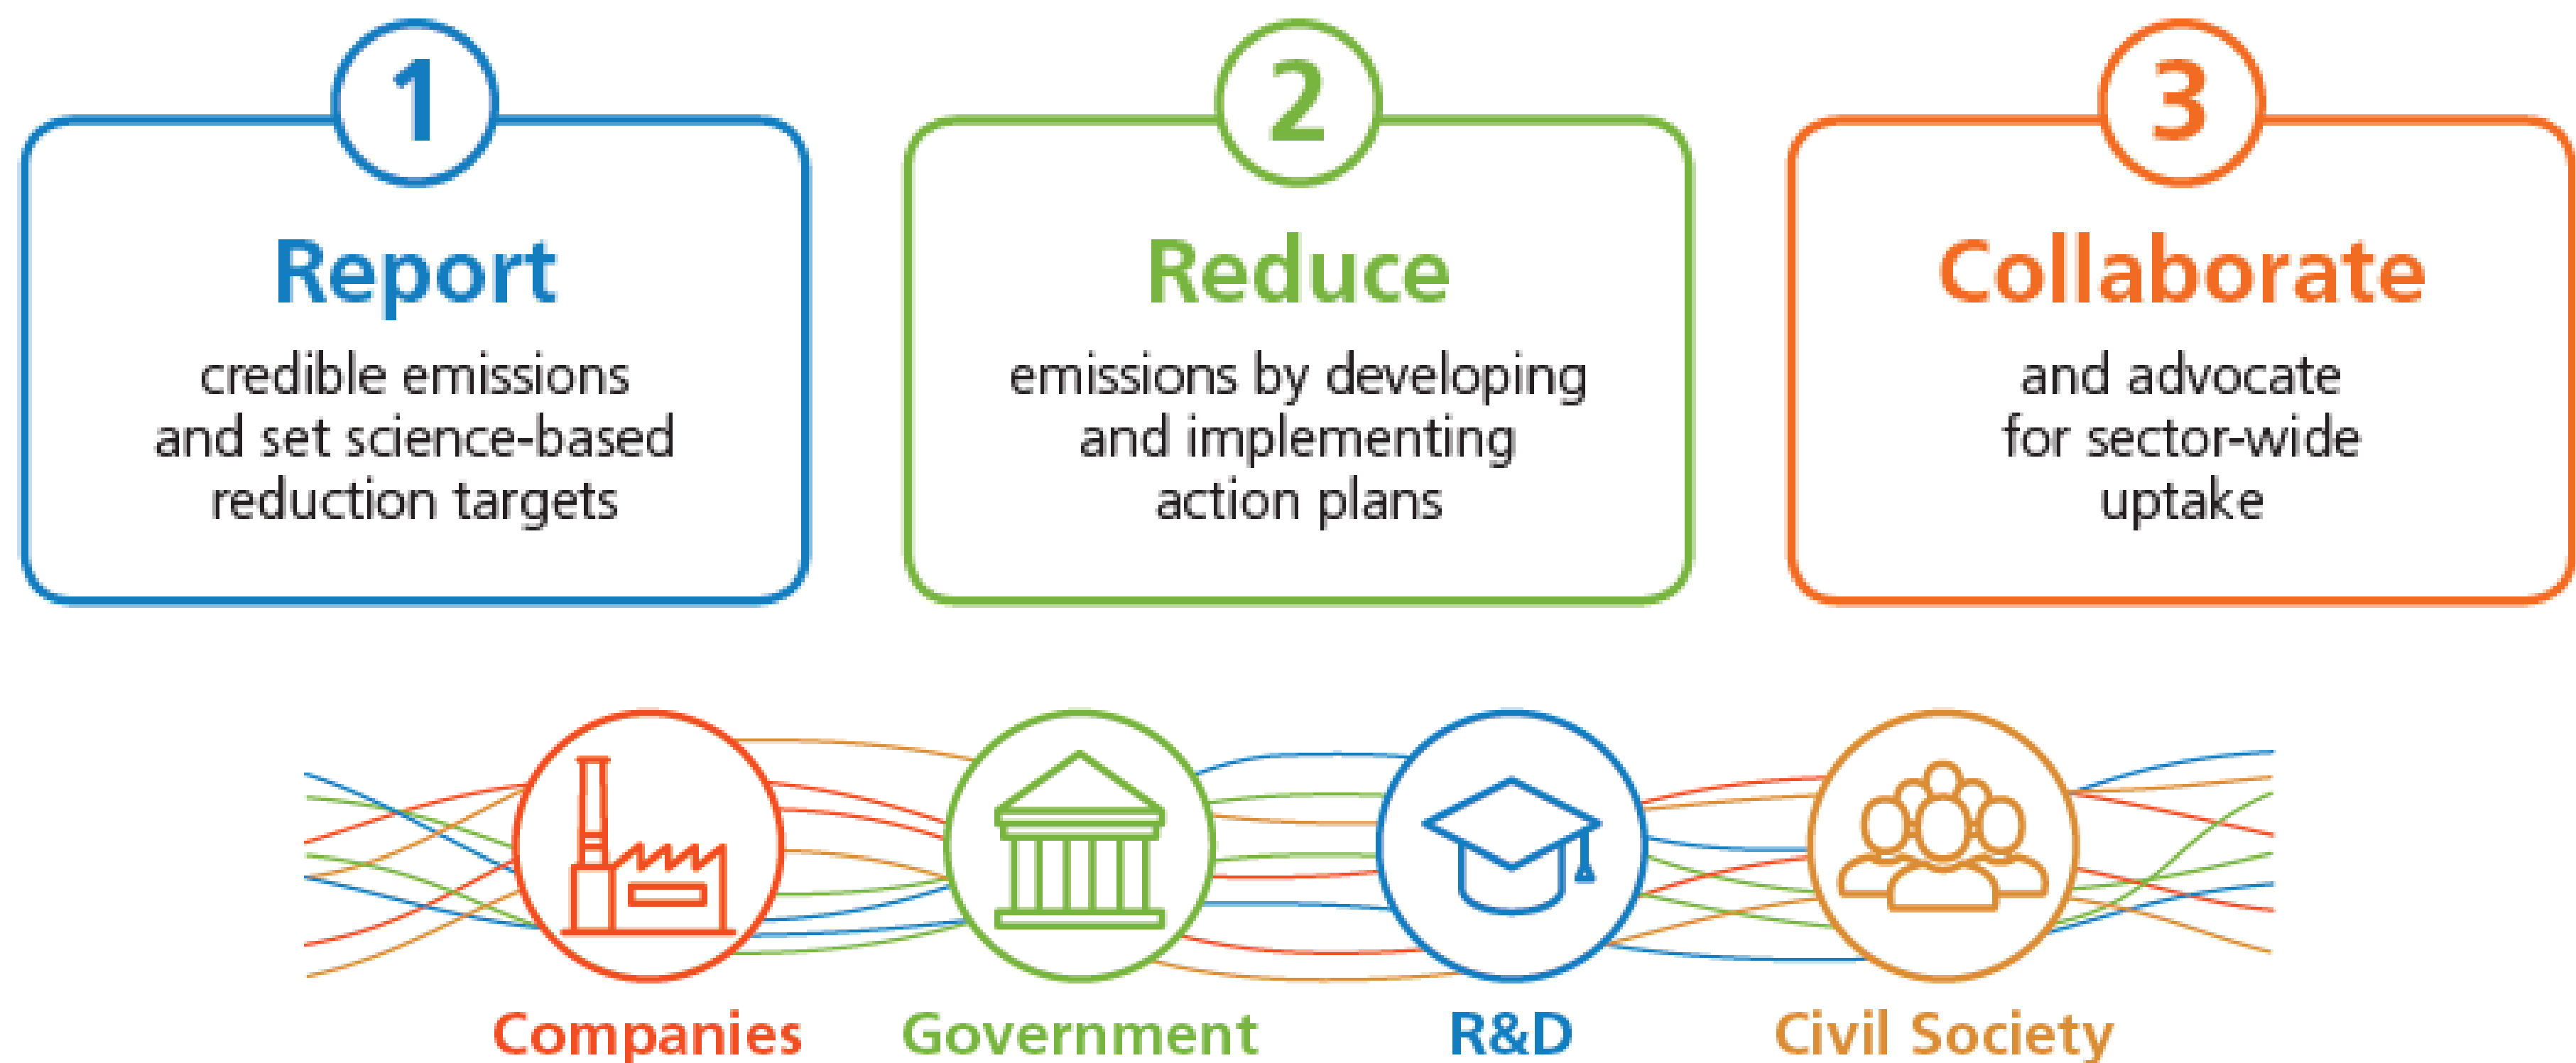 1
Report
credible emissions
and set science-based
reduction targets
2
Reduce
emissions by developing
and implementing
action plans
3
Collaborate
and advocate
for sector-wide
uptake
Companies
Government
R&D
Civil Society